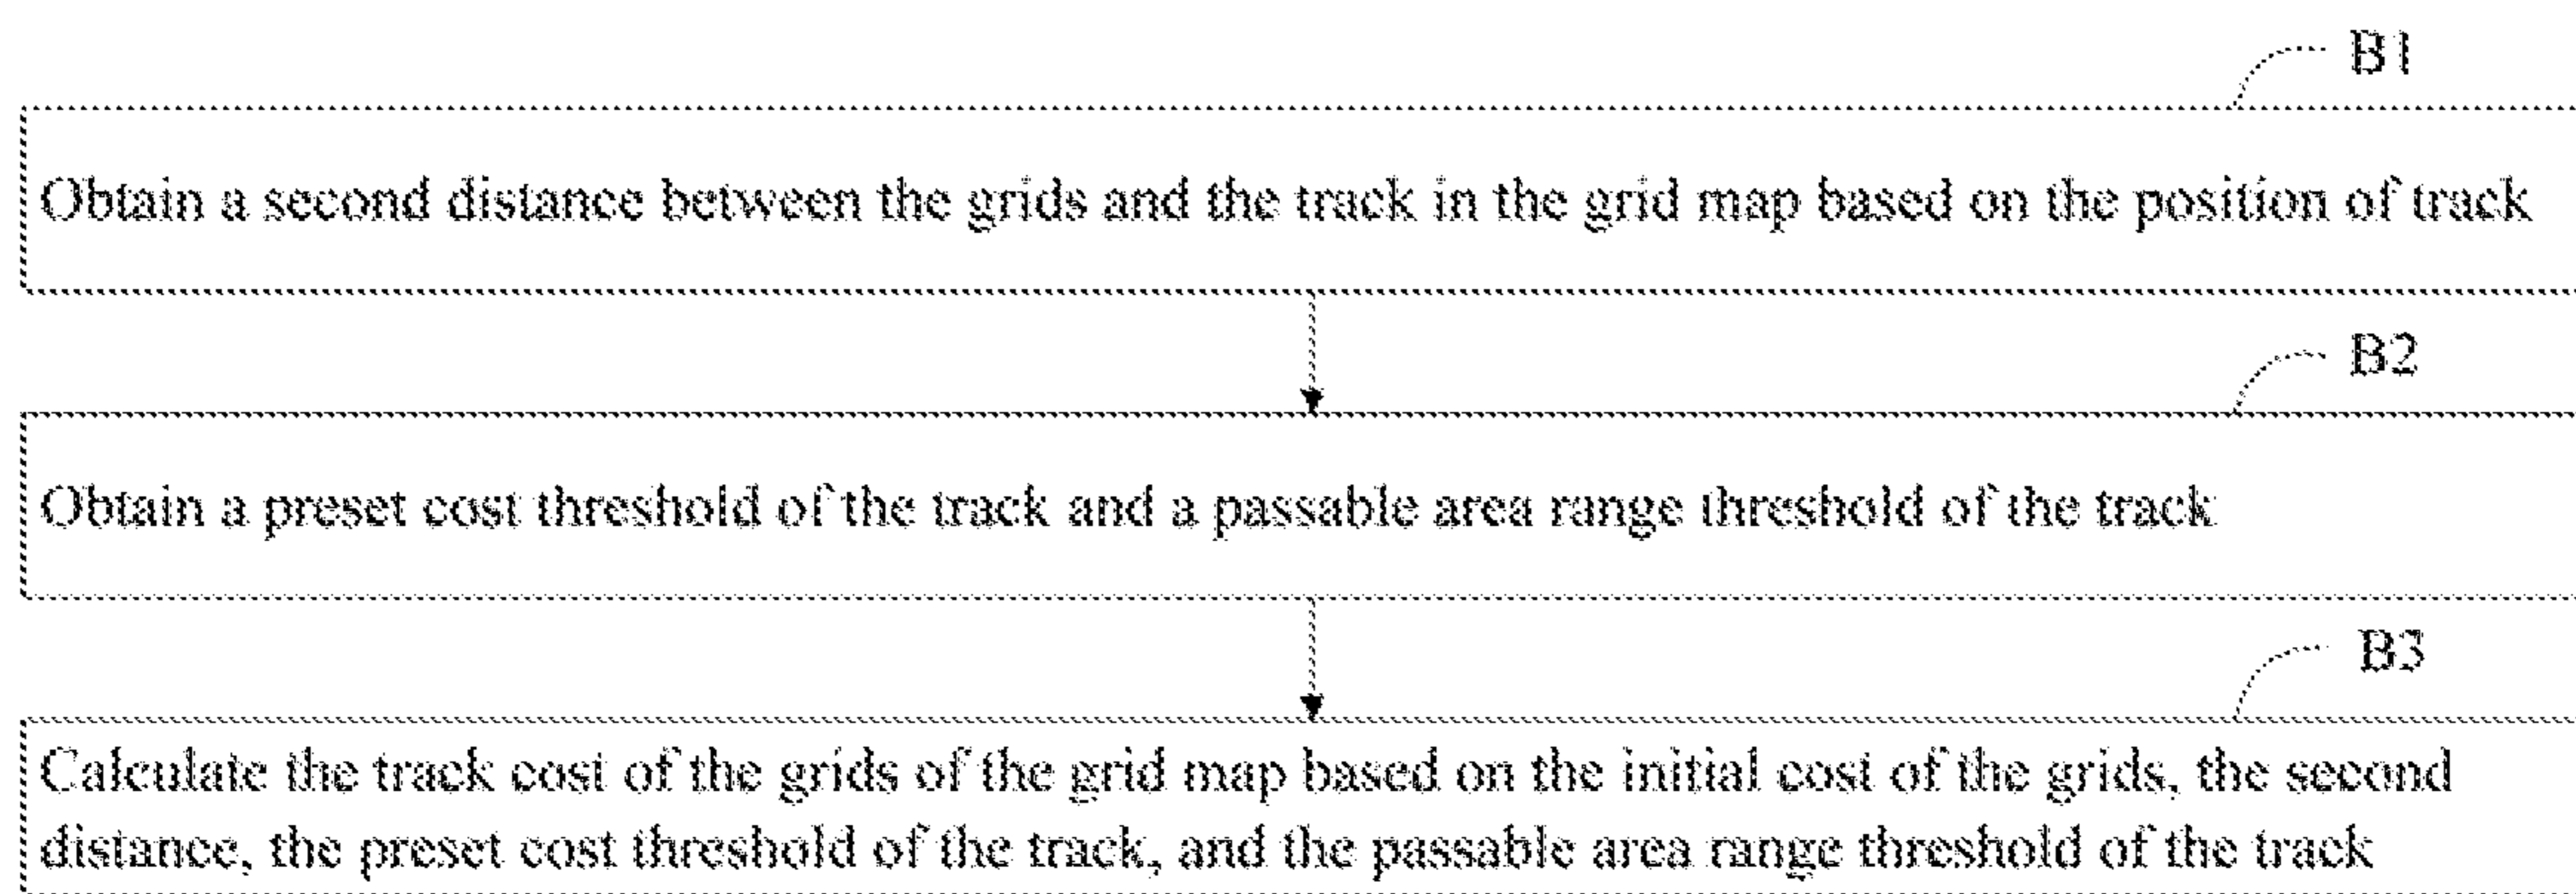 B1
Obtain a second distance between the grids and the track in the grid map based on the position of track
B2
Obtain a preset cost threshold of the track and a passable area range threshold of the track
B3
Calculate the track cost of the grids of the grid map based on the initial cost of the grids, the second
distance, the preset cost threshold of the track, and the passable area range threshold of the track